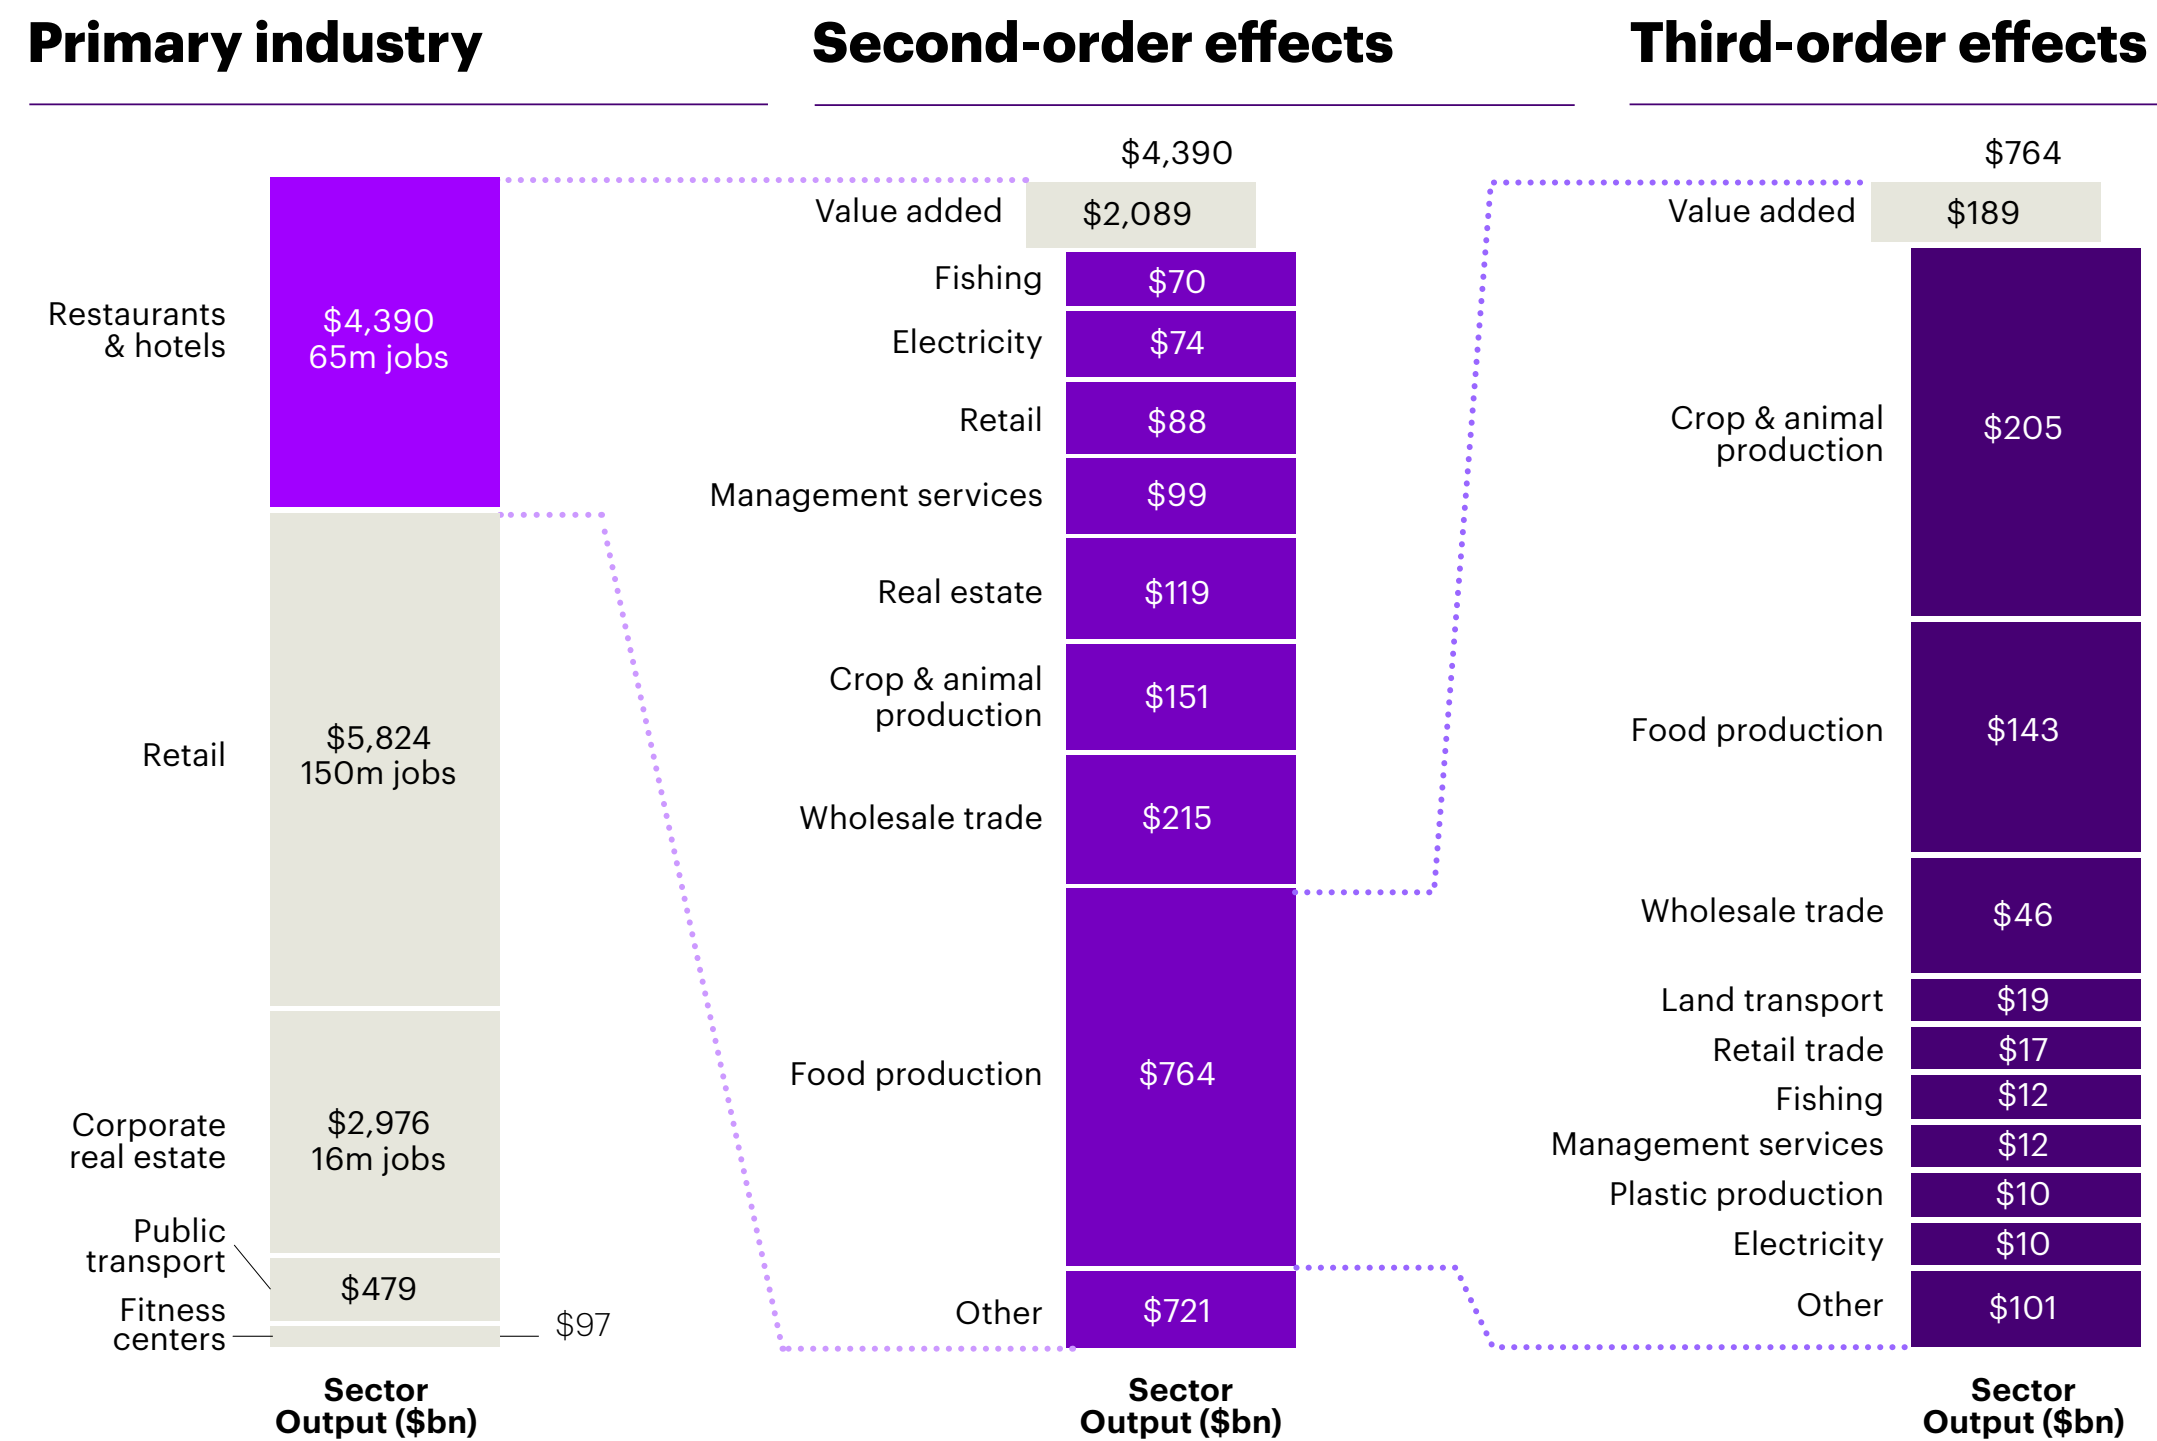 Primary industry
Restaurants
& hotels
$4,390
65m jobs
Retail
$5,824
150m jobs
Corporate
real estate
$2,976
16m jobs
Public
transport
$479
Fitness
centers
$97
Sector
Output ($bn)
Second-order effects
$4,390
Value added
$2,089
Fishing
$70
Electricity
$74
Retail
$88
Management services
$99
Real estate
$119
Crop & animal
production
$151
Wholesale trade
$215
Food production
$764
Other
$721
Sector
Output ($bn)
Third-order effects
$764
Value added
$189
Crop & animal
production
$205
Food production
$143
Wholesale trade
$46
Land transport
$19
Retail trade
$17
Fishing
$12
Management services
$12
Plastic production
$10
Electricity
$10
Other
$101
Sector
Output ($bn)